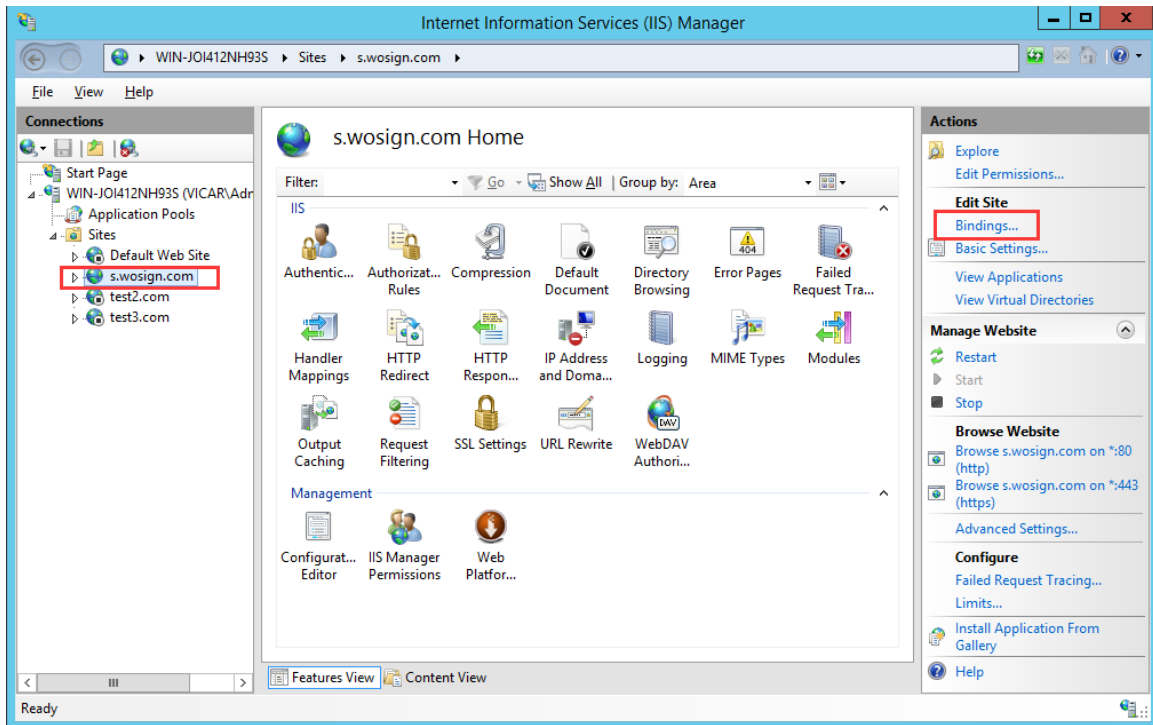 Internet Information Services (IIS) Manager
WIN-JOI412NH93S
Sites
s.wosign.com
File
View
Help
Connections
Start Page
WIN-JOI412NH93S (VICAR\Adr
Application Pools
Sites
Default Web Site
s.wosign.com
test2.com
test3.com
s.wosign.com Home
Filter:
Go
Show All
Group by:
Area
IIS
Authentic...
Authorizat...
Rules
Compression
Default
Document
Directory
Browsing
404
Error Pages
Failed
Request Tra...
Handler
Mappings
HTTP
Redirect
HTTP
Respon...
IP Address
and Doma...
Logging
MIME Types
Modules
Output
Caching
Request
Filtering
SSL Settings
URL Rewrite
DAV
WebDAV
Authori...
Management
Configurat...
Editor
IIS Manager
Permissions
Web
Platfor...
Features View
Content View
Actions
Explore
Edit Permissions...
Edit Site
Bindings...
Basic Settings...
View Applications
View Virtual Directories
Manage Website
Restart
Start
Stop
Browse Website
Browse s.wosign.com on *:80
(http)
Browse s.wosign.com on *:443
(https)
Advanced Settings...
Configure
Failed Request Tracing...
Limits...
Install Application From
Gallery
Help
Ready